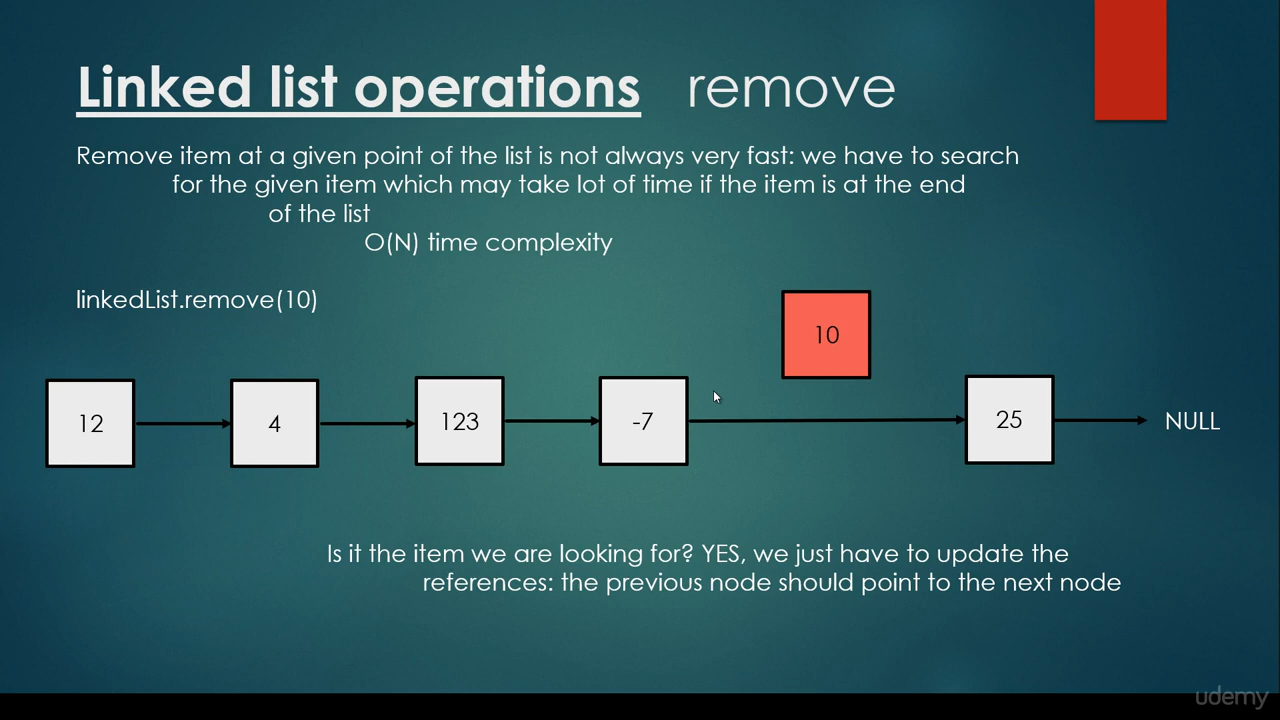 Linked list operations remove
Remove item at a given point of the list is not always very fast: we have to search
for the given item which may take lot of time if the item is at the end
of the list
O(N) time complexity
linkedList.remove(10)
10
12 4 123 -7 25 NULL
Is it the item we are looking for? YES, we just have to update the
references: the previous node should point to the next node
udemy